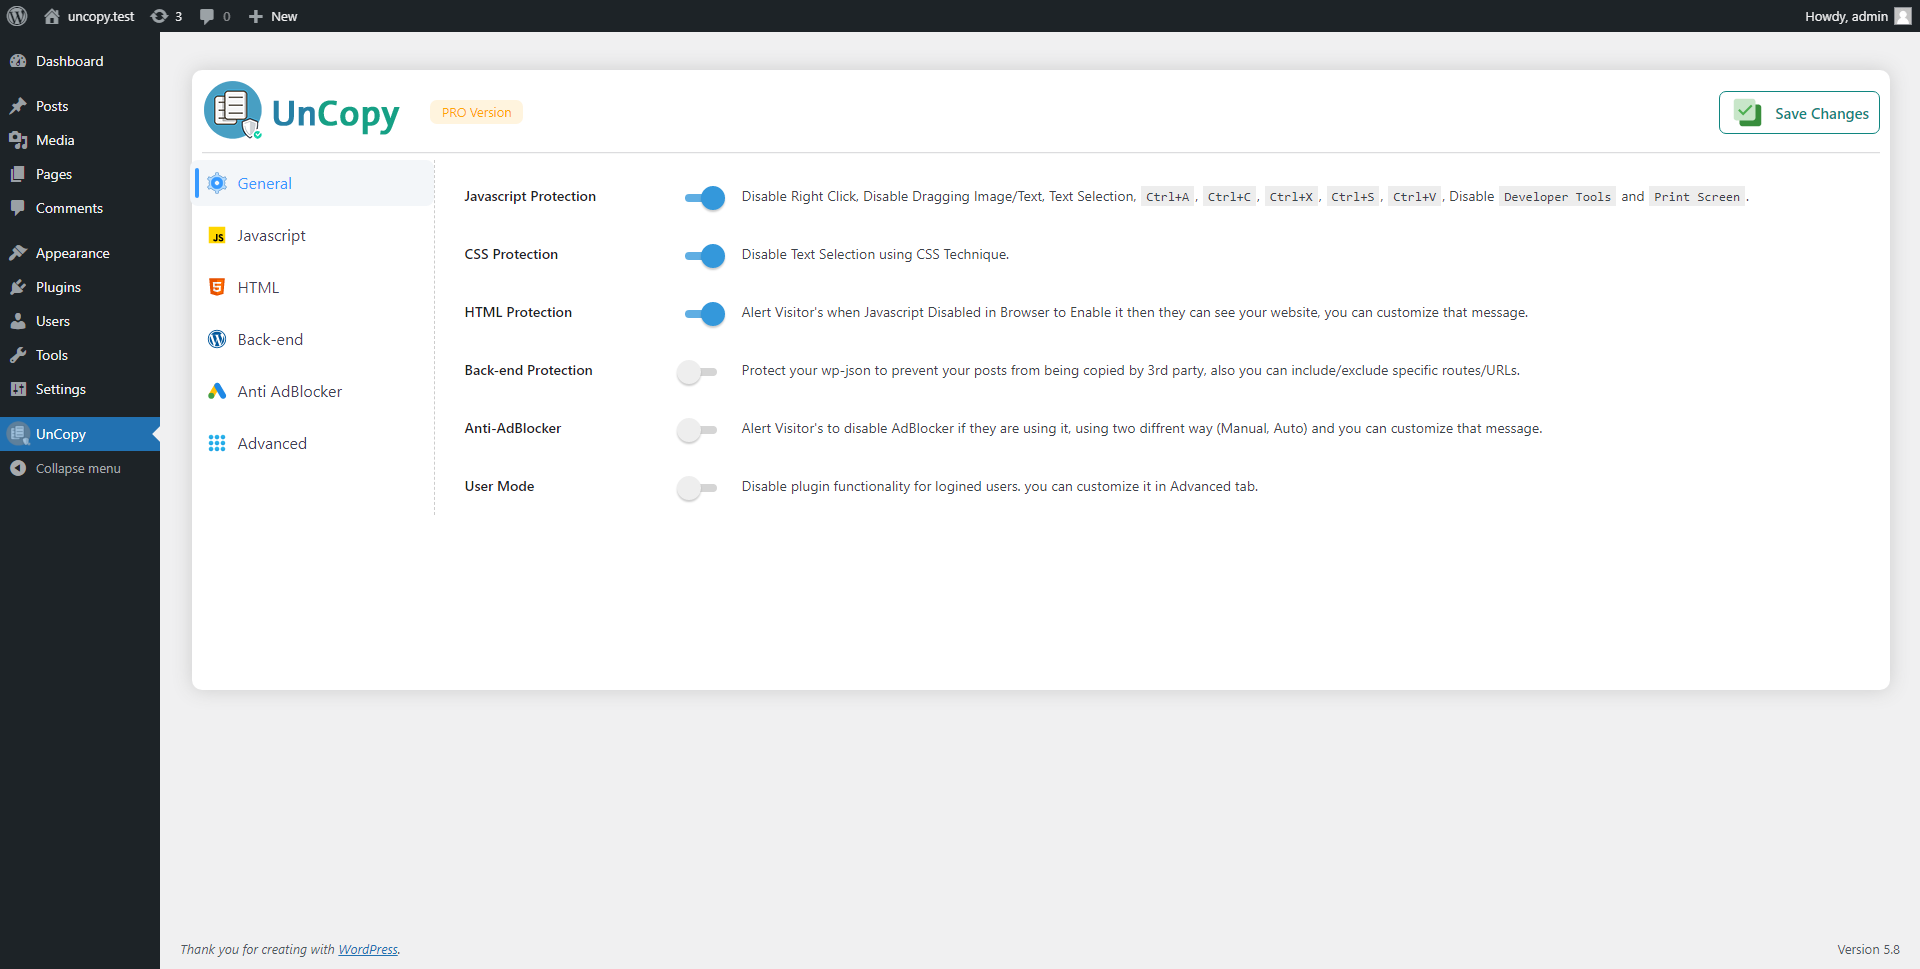 uncopy.test 3 0 New Howdy, admin
Dashboard
Posts
Media
Pages
Comments
Appearance
Plugins
Users
Tools
Settings
UnCopy
Collapse menu
UnCopy PRO Version Save Changes
General
Javascript
HTML
Back-end
Anti AdBlocker
Advanced
Javascript Protection Disable Right Click, Disable Dragging Image/Text, Text Selection, Ctrl+A , Ctrl+C , Ctrl+X , Ctrl+S , Ctrl+V , Disable Developer Tools and Print Screen .
CSS Protection Disable Text Selection using CSS Technique.
HTML Protection Alert Visitor's when Javascript Disabled in Browser to Enable it then they can see your website, you can customize that message.
Back-end Protection Protect your wp-json to prevent your posts from being copied by 3rd party, also you can include/exclude specific routes/URLs.
Anti-AdBlocker Alert Visitor's to disable AdBlocker if they are using it, using two diffrent way (Manual, Auto) and you can customize that message.
User Mode Disable plugin functionality for logined users. you can customize it in Advanced tab.
Thank you for creating with WordPress. Version 5.8